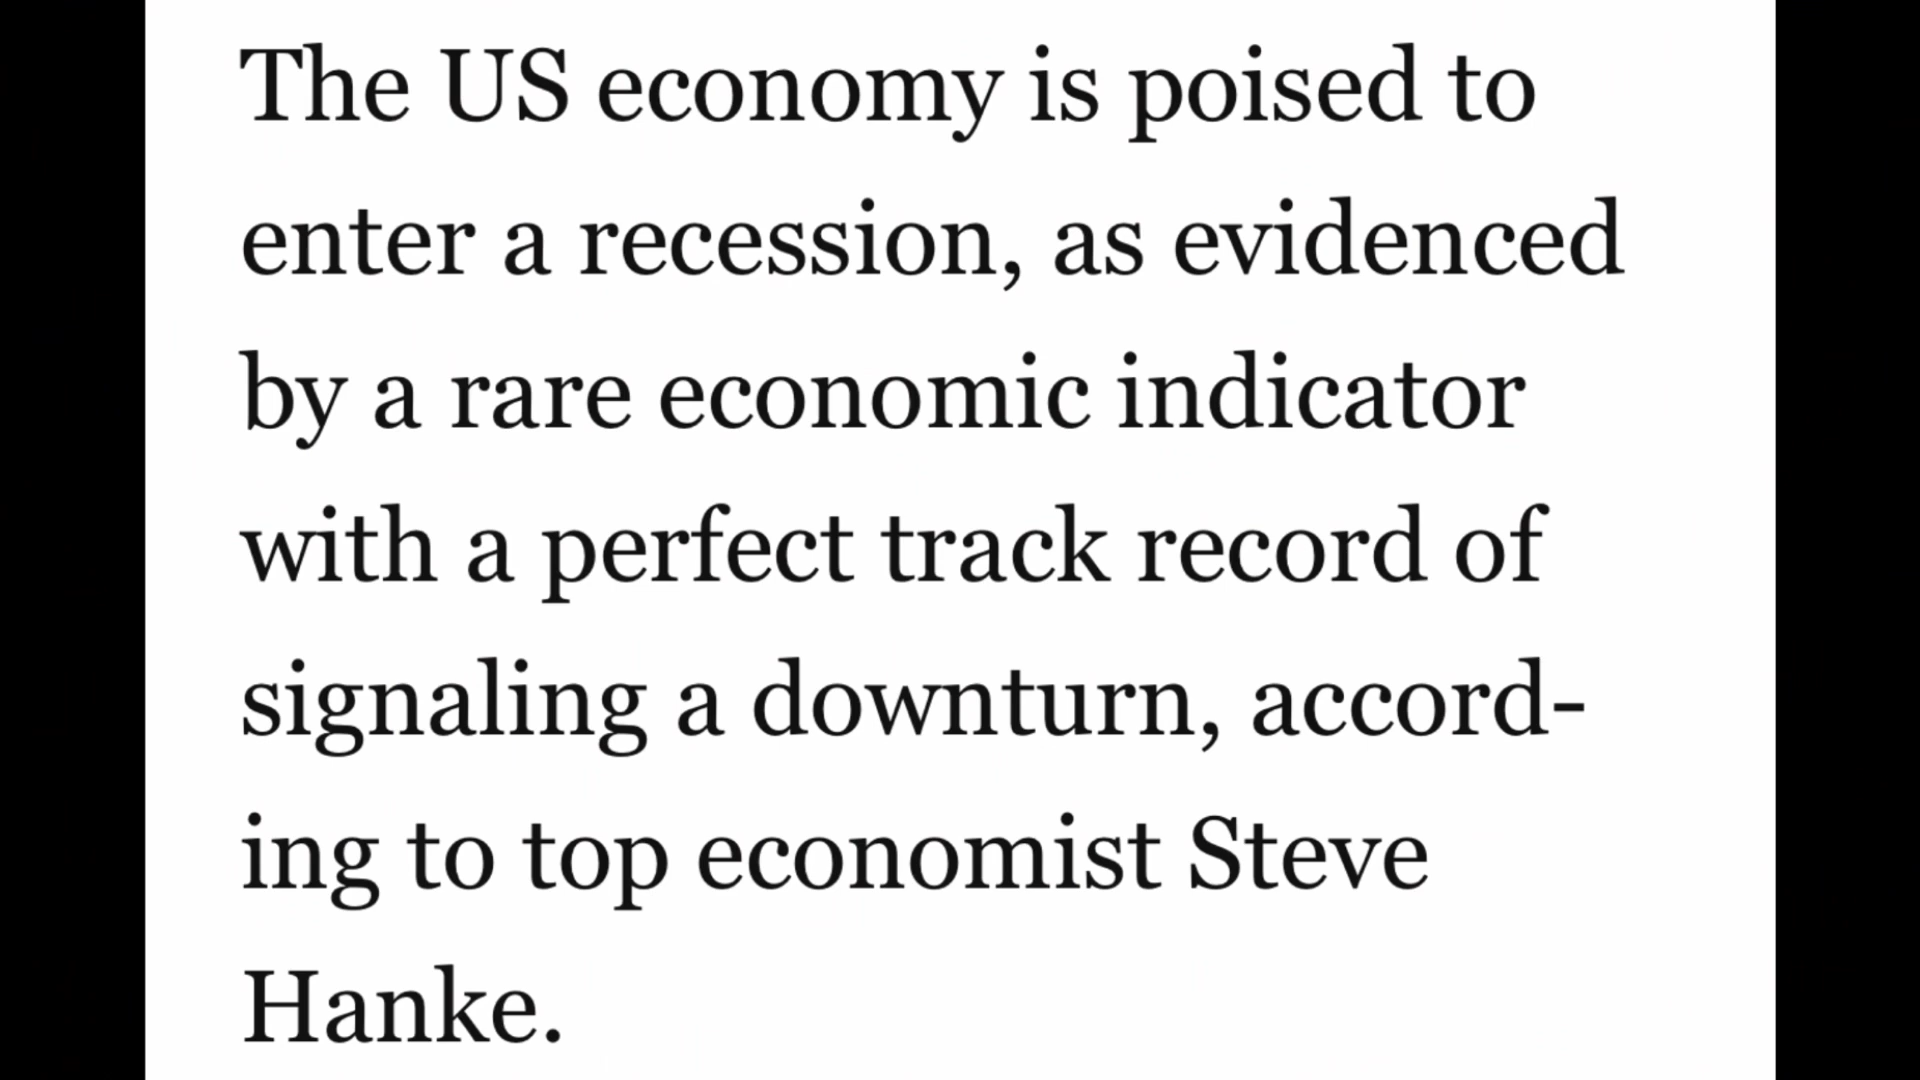 The US economy is poised to
enter a recession, as evidenced
by a rare economic indicator
with a perfect track record of
signaling a downturn, accord-
ing to top economist Steve
Hanke.